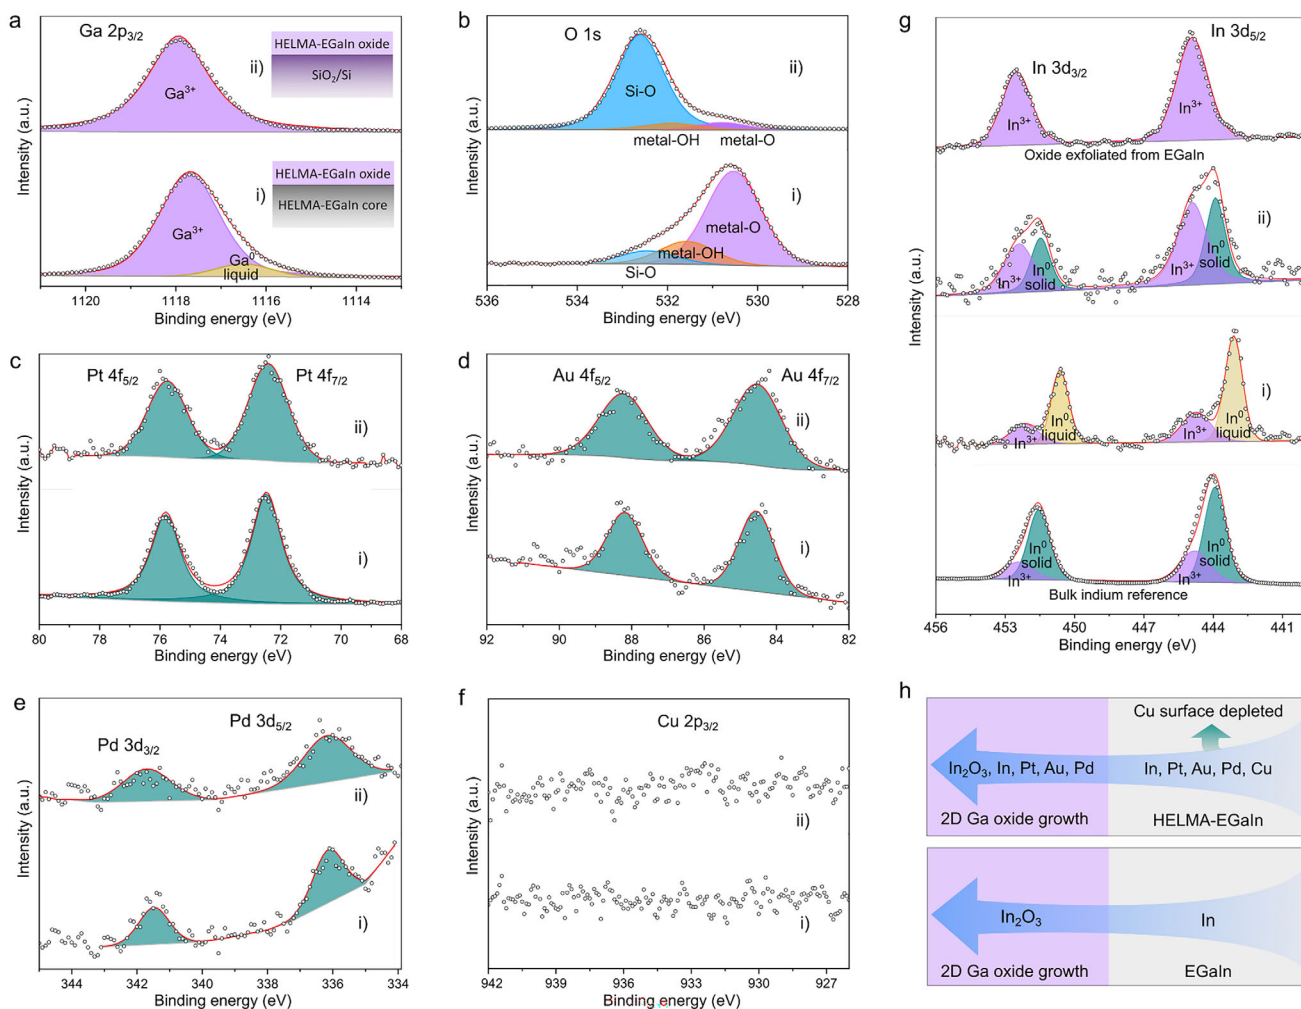 a
Ga 2p3/2
ii)
HELMA-EGaIn oxide
SiO2/Si
Ga3+
i)
HELMA-EGaIn oxide
HELMA-EGaIn core
Ga3+
Ga0
liquid
Intensity (a.u.)
1120 1118 1116 1114
Binding energy (eV)
b
O 1s
ii)
Si-O
metal-OH metal-O
i)
metal-O
metal-OH
Si-O
Intensity (a.u.)
536 534 532 530 528
Binding energy (eV)
c
Pt 4f5/2
Pt 4f7/2
ii)
i)
Intensity (a.u.)
80 78 76 74 72 70 68
Binding energy (eV)
d
Au 4f5/2
Au 4f7/2
ii)
i)
Intensity (a.u.)
92 90 88 86 84 82
Binding energy (eV)
e
Pd 3d3/2
Pd 3d5/2
ii)
i)
Intensity (a.u.)
344 342 340 338 336 334
Binding energy (eV)
f
Cu 2p3/2
ii)
i)
Intensity (a.u.)
942 939 936 933 930 927
Binding energy (eV)
g
In 3d5/2
In 3d3/2
In3+
In3+
Oxide exfoliated from EGaIn
ii)
In3+
In0
solid
In3+
In0
solid
i)
In3+
In0
liquid
In3+
In0
liquid
In0
solid
In3+
In0
solid
In3+
Bulk indium reference
Intensity (a.u.)
456 453 450 447 444 441
Binding energy (eV)
h
Cu surface depleted
In2O3, In, Pt, Au, Pd
In, Pt, Au, Pd, Cu
2D Ga oxide growth
HELMA-EGaIn
In2O3
In
2D Ga oxide growth
EGaIn